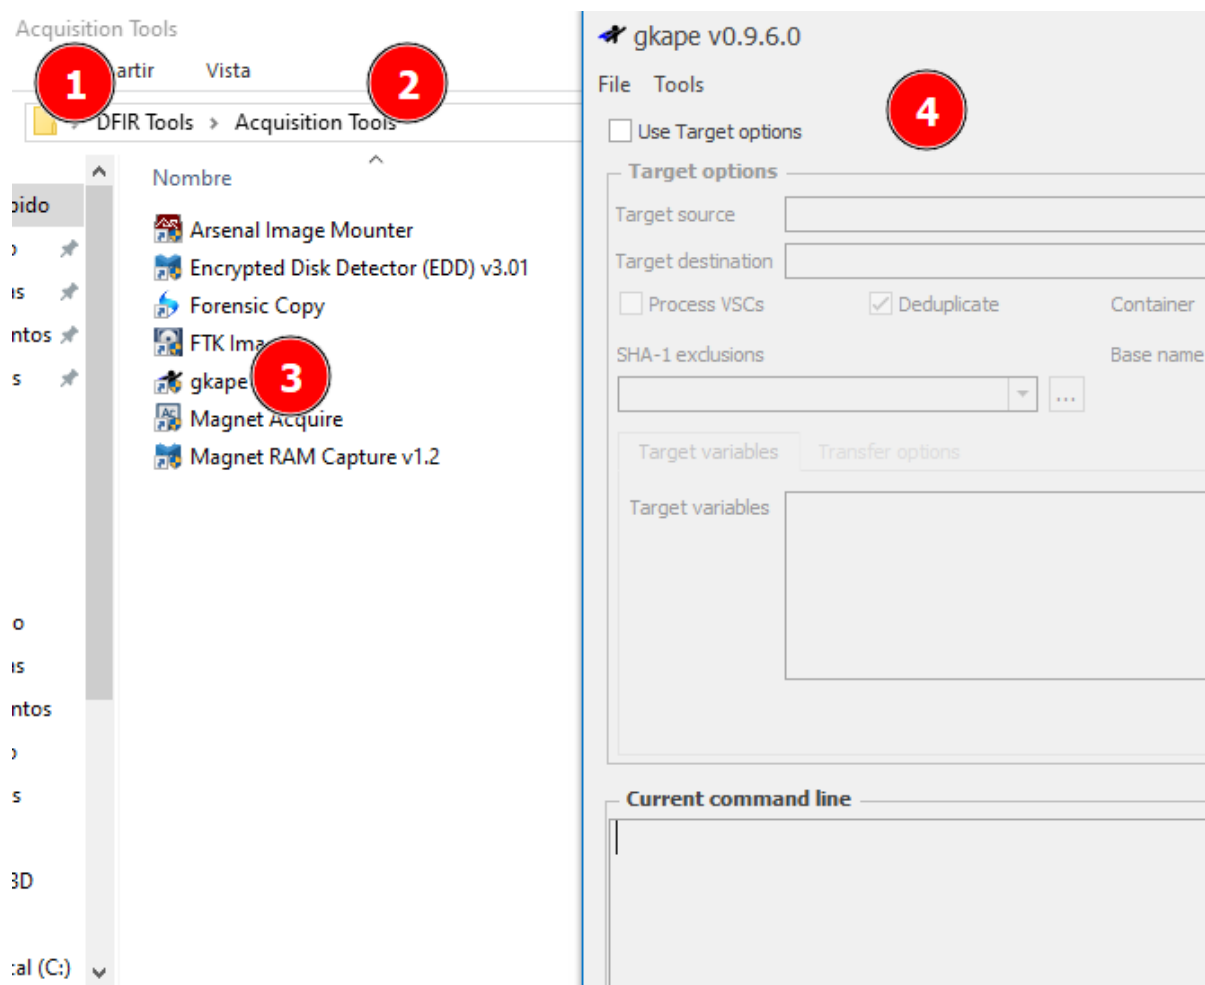 Acquisition Tools
1
artir Vista
2
DFIR Tools > Acquisition Tools
Nombre
Arsenal Image Mounter
Encrypted Disk Detector (EDD) v3.01
Forensic Copy
FTK Ima
3
gkape
Magnet Acquire
Magnet RAM Capture v1.2
ntos
ntos
3D
(C:)
gkape v0.9.6.0
File Tools
4
Use Target options
Target options
Target source
Target destination
Process VSCs Deduplicate Container
SHA-1 exclusions Base name
...
Target variables Transfer options
Target variables
Current command line